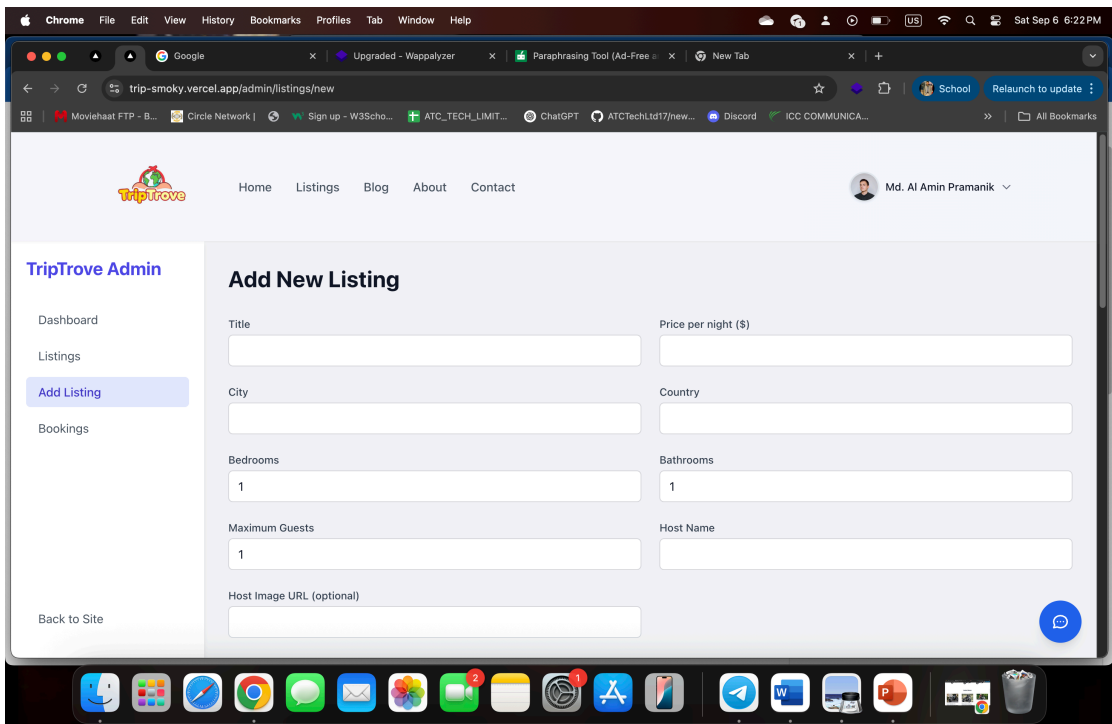 Chrome File Edit View History Bookmarks Profiles Tab Window Help US Sat Sep 6 6:22 PM
Google Upgraded - Wappalyzer Paraphrasing Tool (Ad-Free a New Tab
trip-smoky.vercel.app/admin/listings/new School Relaunch to update
Moviehaat FTP - B... Circle Network | Sign up - W3Scho... ATC_TECH_LIMIT... ChatGPT ATCTechLtd17/new... Discord ICC COMMUNICA... » All Bookmarks
TripTrove Home Listings Blog About Contact Md. Al Amin Pramanik
TripTrove Admin
Dashboard
Listings
Add Listing
Bookings
Back to Site
Add New Listing
Title Price per night ($)
City Country
Bedrooms Bathrooms
1 1
Maximum Guests Host Name
1
Host Image URL (optional)
2 1
W P